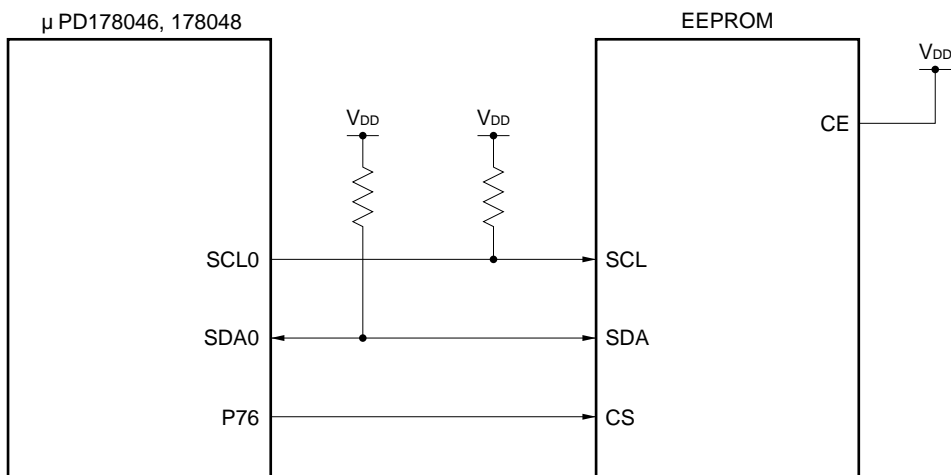 µ PD178046, 178048
EEPROM
VDD
CE
VDD
VDD
SCL0
SCL
SDA0
SDA
P76
CS